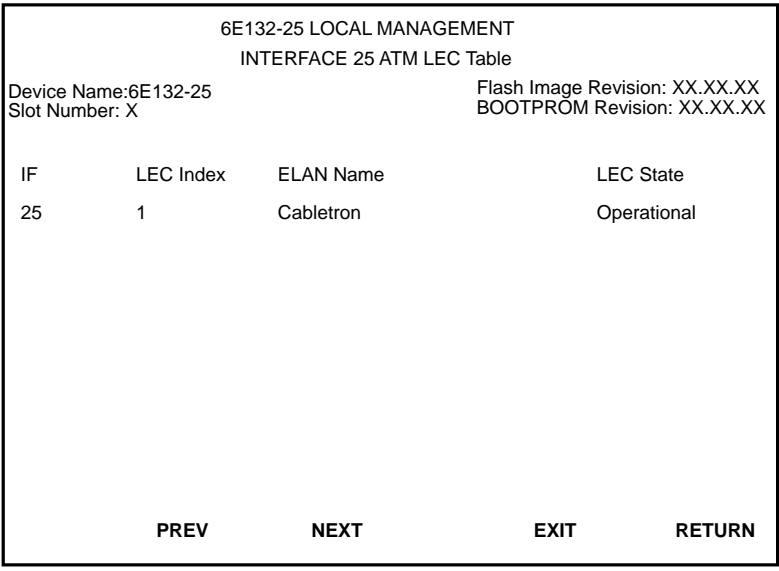 6E132-25 LOCAL MANAGEMENT
INTERFACE 25 ATM LEC Table
Device Name:6E132-25 Flash Image Revision: XX.XX.XX
Slot Number: X BOOTPROM Revision: XX.XX.XX
IF LEC Index ELAN Name LEC State
25 1 Cabletron Operational
PREV NEXT EXIT RETURN